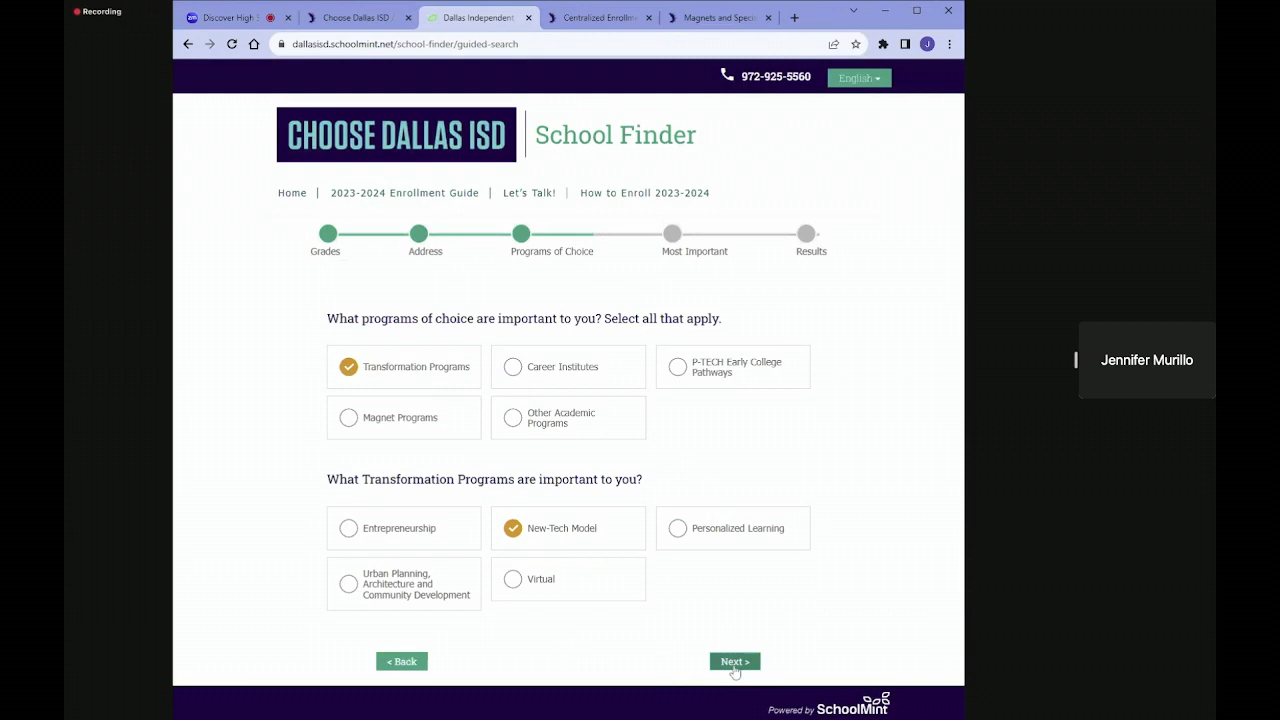 Recording
Discover High S
Choose Dallas ISD /
Dallas Independent
Centralized Enrollm
Magnets and Speci
dallasisd.schoolmint.net/school-finder/guided-search
J
972-925-5560
English
CHOOSE DALLAS ISD
School Finder
Home | 2023-2024 Enrollment Guide | Let's Talk! | How to Enroll 2023-2024
Grades
Address
Programs of Choice
Most Important
Results
What programs of choice are important to you? Select all that apply.
Transformation Programs
Career Institutes
P-TECH Early College
Pathways
Magnet Programs
Other Academic
Programs
What Transformation Programs are important to you?
Entrepreneurship
New-Tech Model
Personalized Learning
Urban Planning,
Architecture and
Community Development
Virtual
< Back
Next >
Powered by SchoolMint
Jennifer Murillo